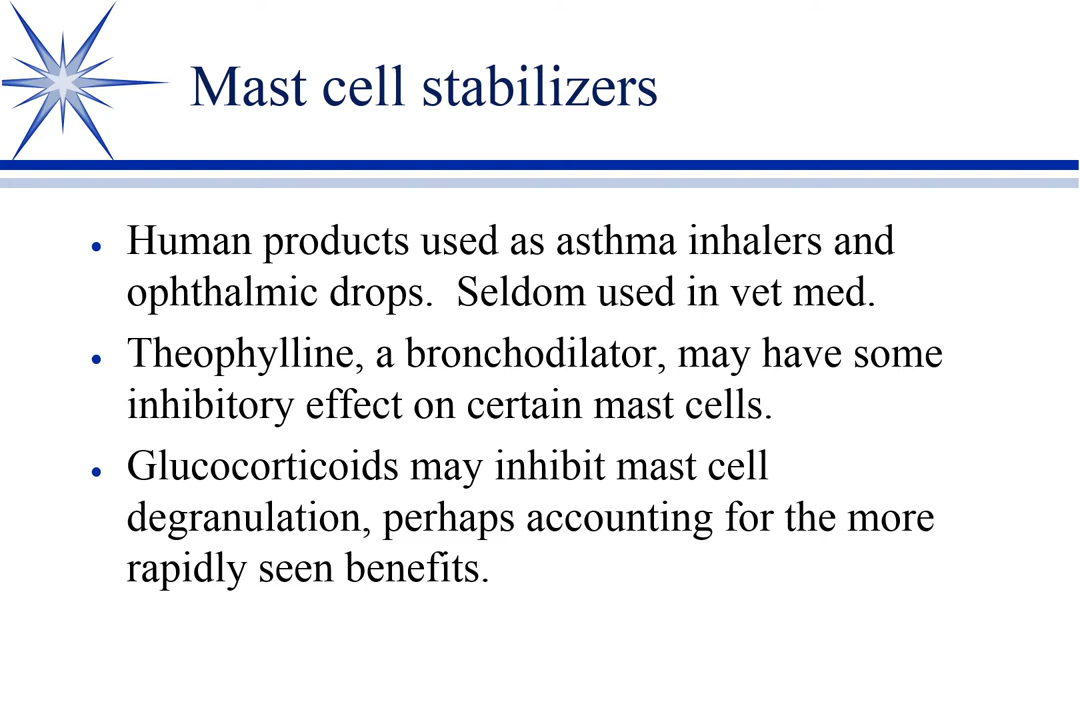 Mast cell stabilizers
• Human products used as asthma inhalers and
ophthalmic drops.  Seldom used in vet med.
• Theophylline, a bronchodilator, may have some
inhibitory effect on certain mast cells.
• Glucocorticoids may inhibit mast cell
degranulation, perhaps accounting for the more
rapidly seen benefits.